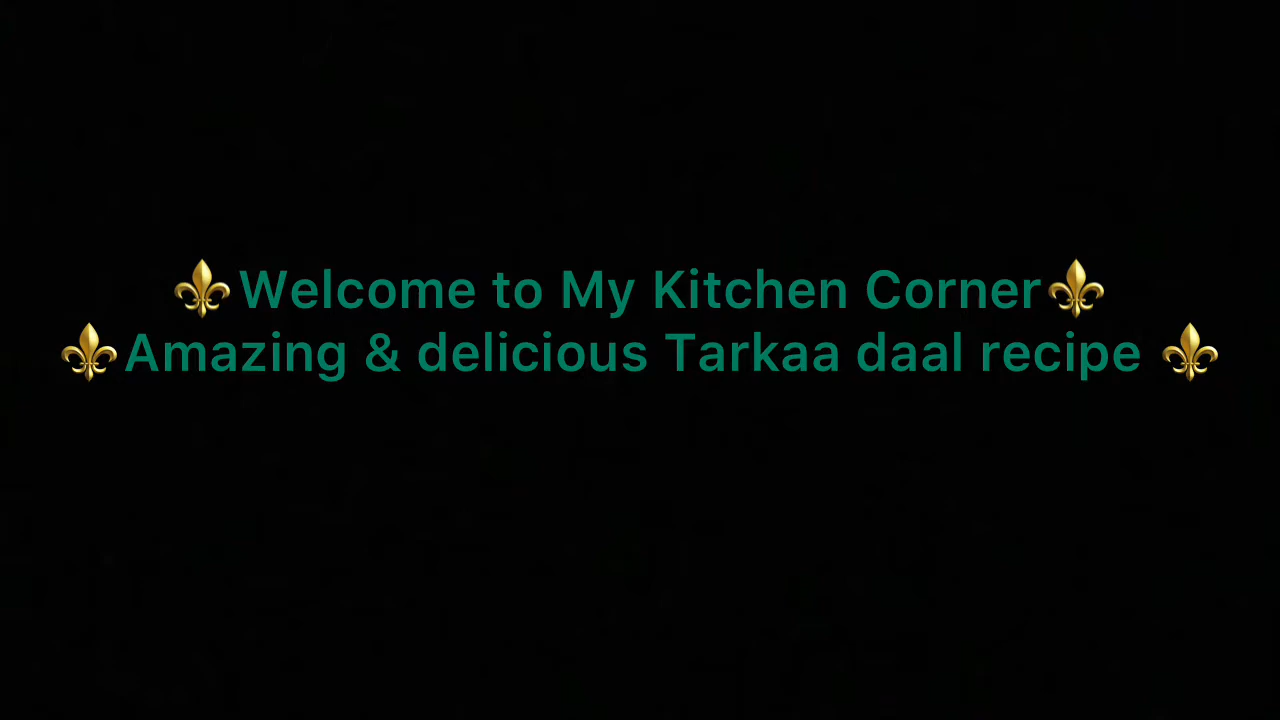 ⚜️Welcome to My Kitchen Corner⚜️
⚜️Amazing & delicious Tarkaa daal recipe ⚜️